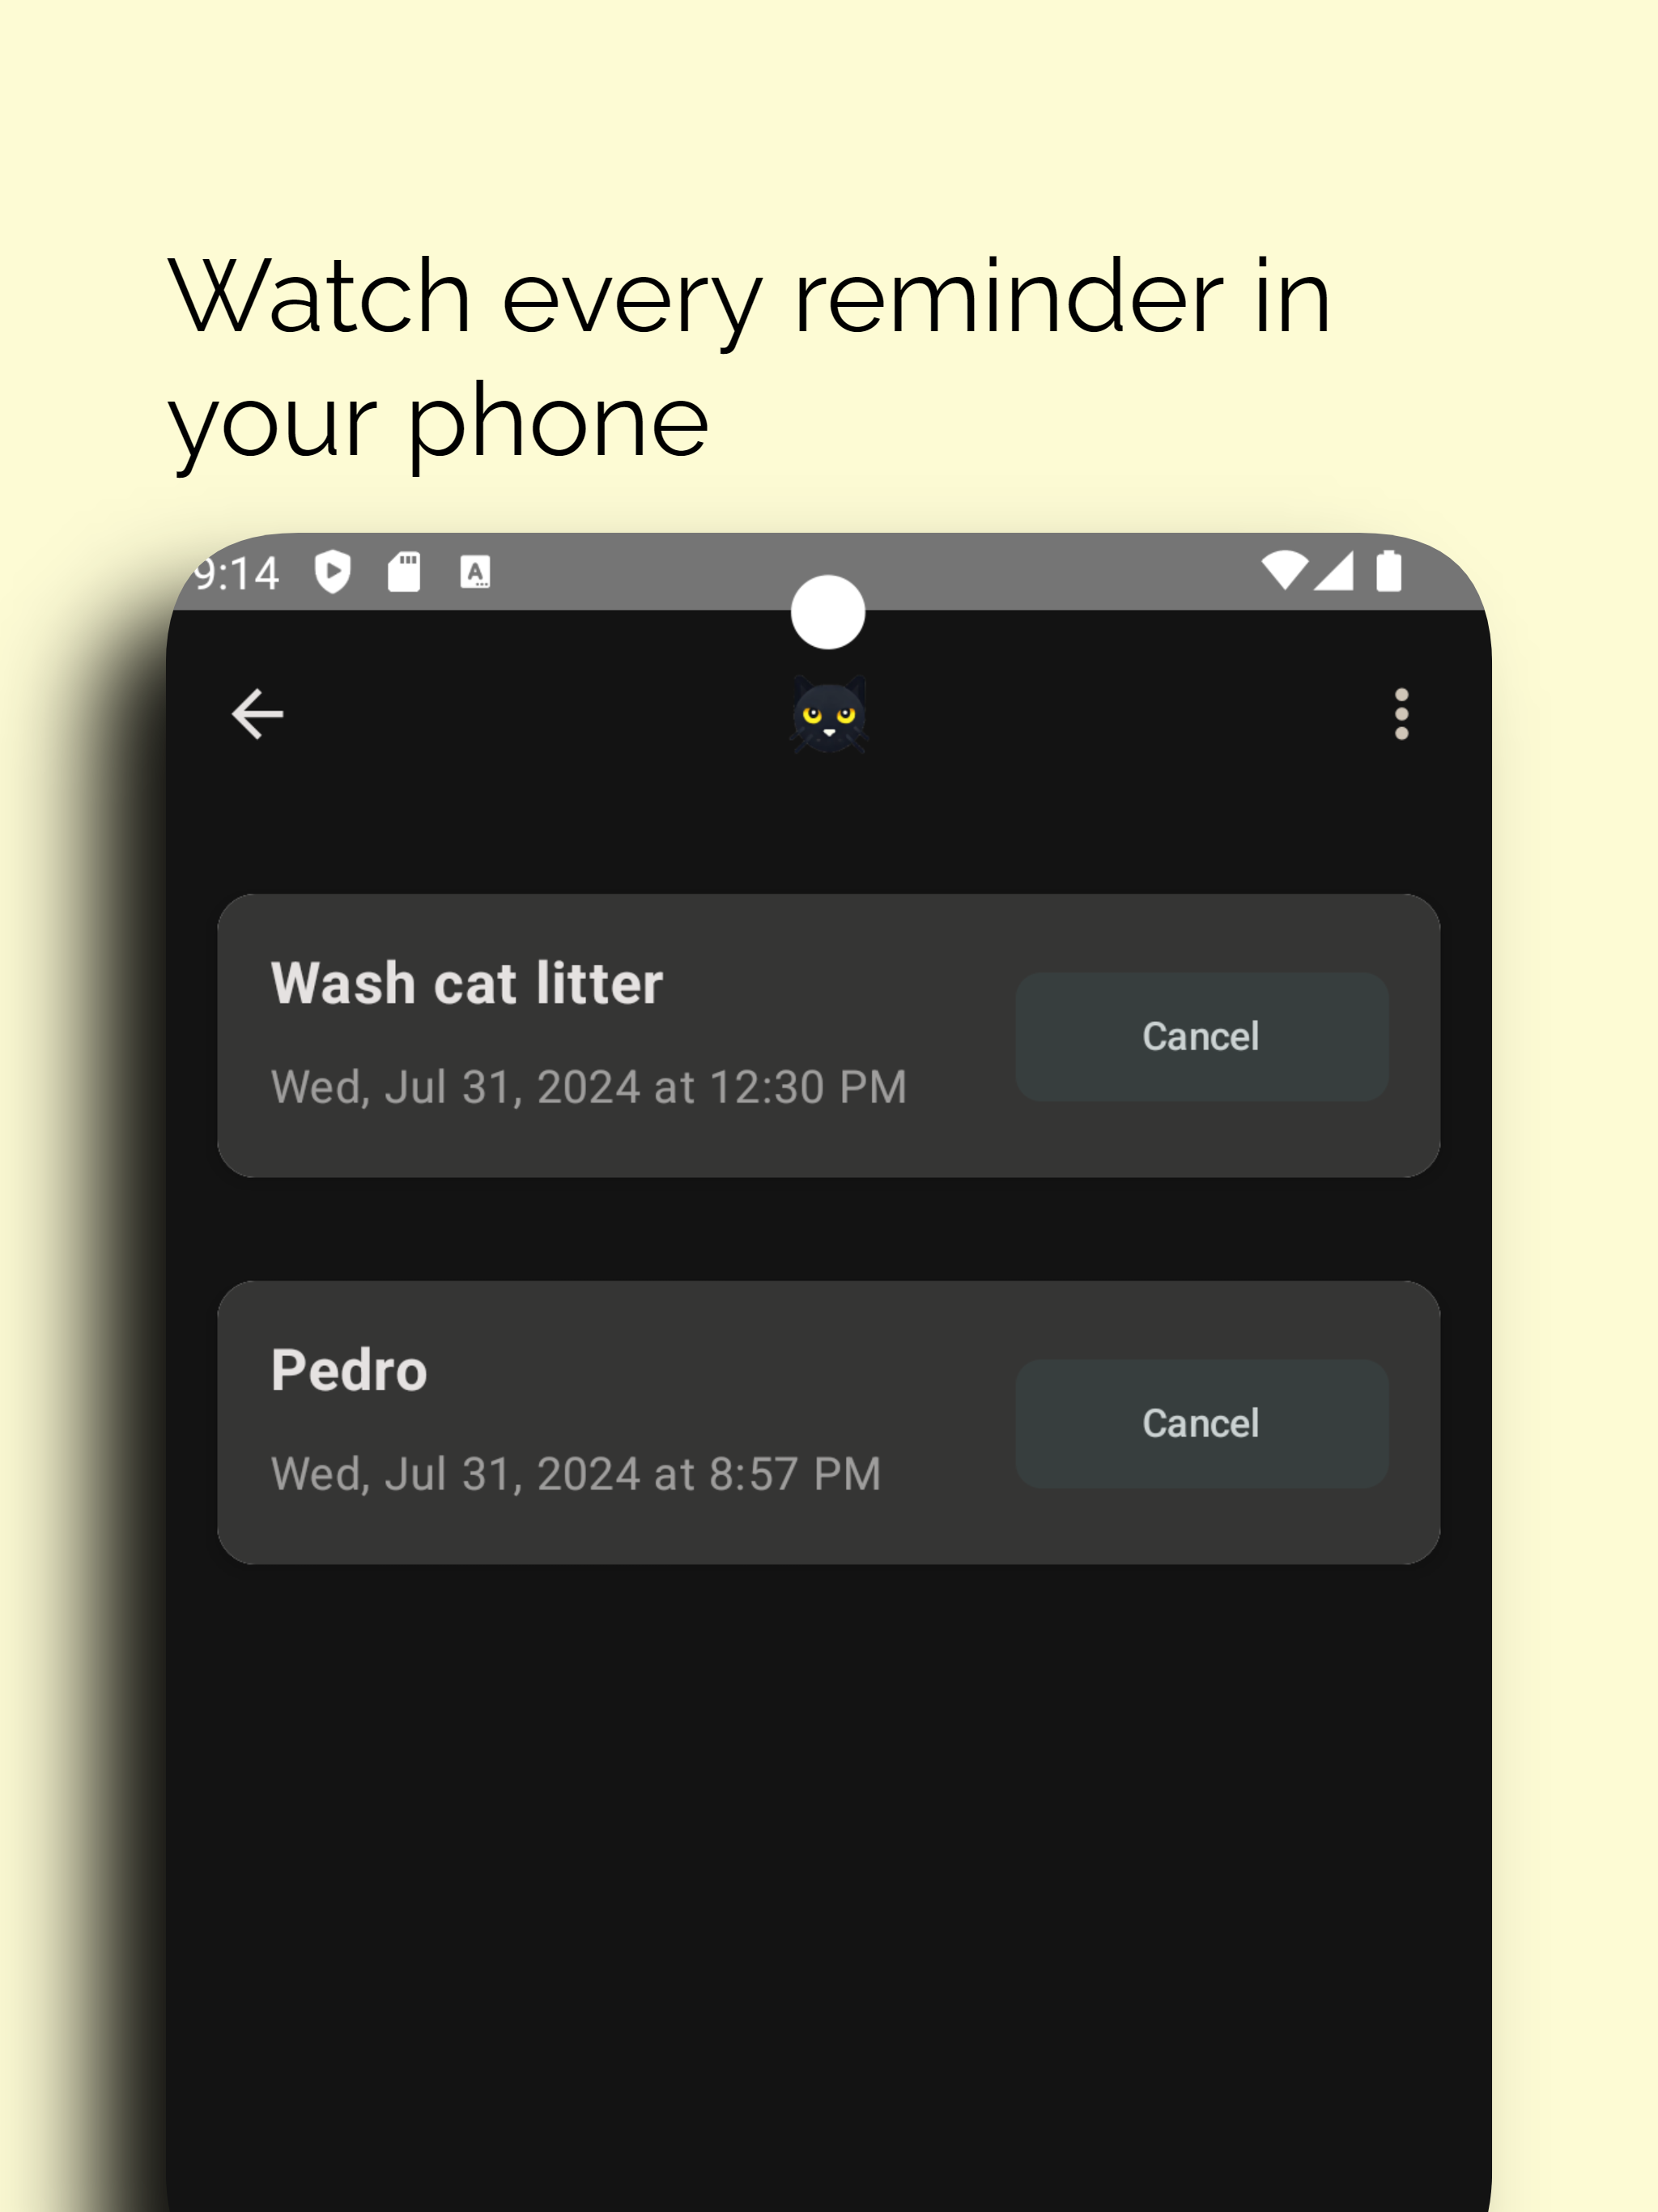 Watch every reminder in
your phone
9:14
Wash cat litter
Wed, Jul 31, 2024 at 12:30 PM
Cancel
Pedro
Wed, Jul 31, 2024 at 8:57 PM
Cancel